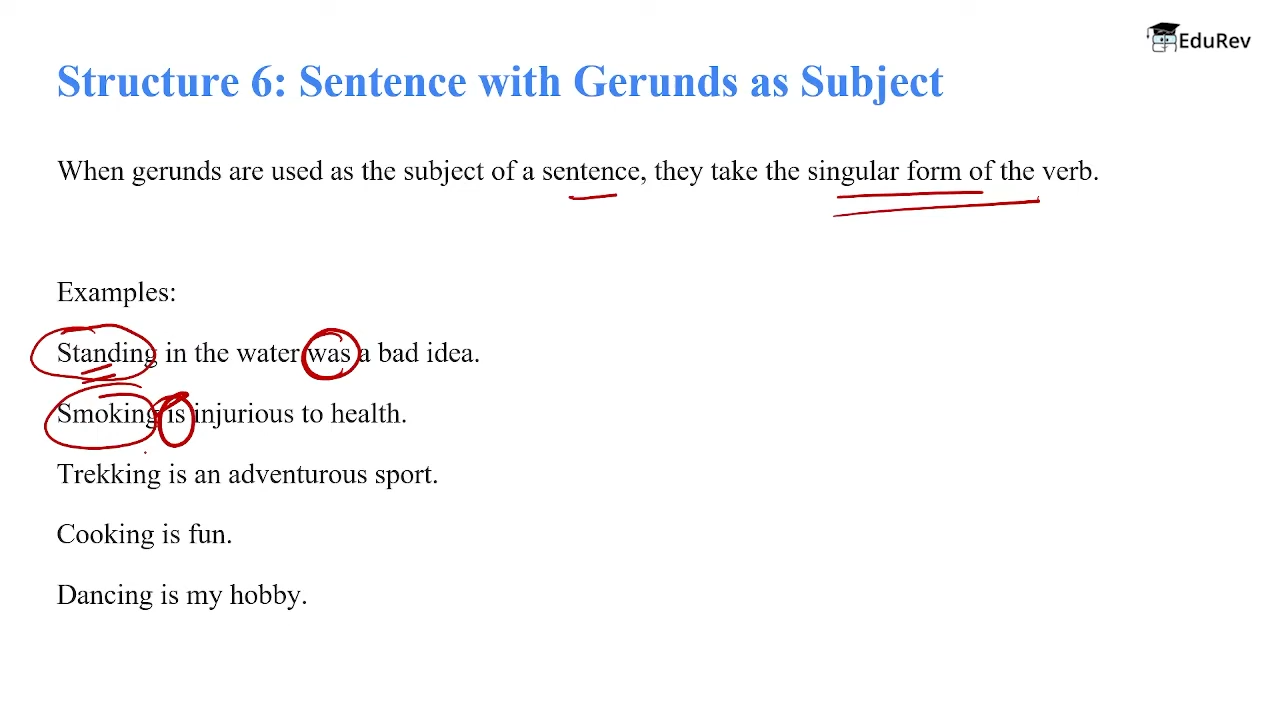 EduRev
Structure 6: Sentence with Gerunds as Subject
When gerunds are used as the subject of a sentence, they take the singular form of the verb.
Examples:
Standing in the water was a bad idea.
Smoking is injurious to health.
Trekking is an adventurous sport.
Cooking is fun.
Dancing is my hobby.